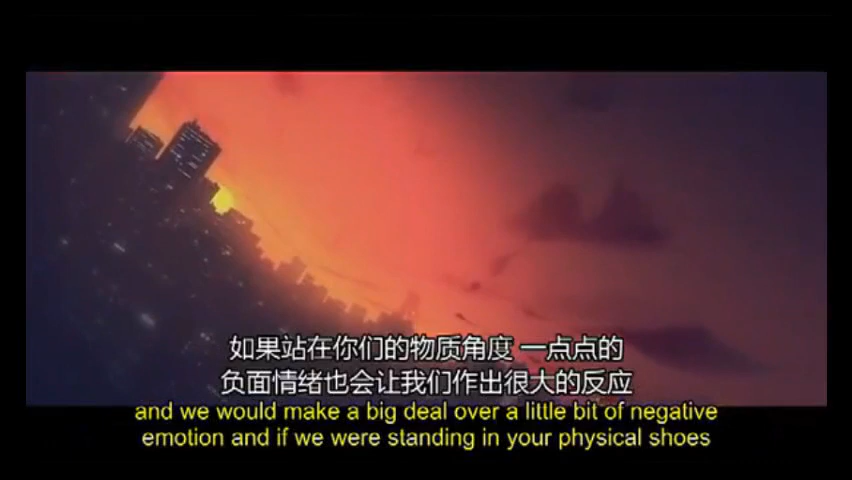 如果站在你们的物质角度 一点点的
负面情绪也会让我们作出很大的反应
and we would make a big deal over a little bit of negative
emotion and if we were standing in your physical shoes